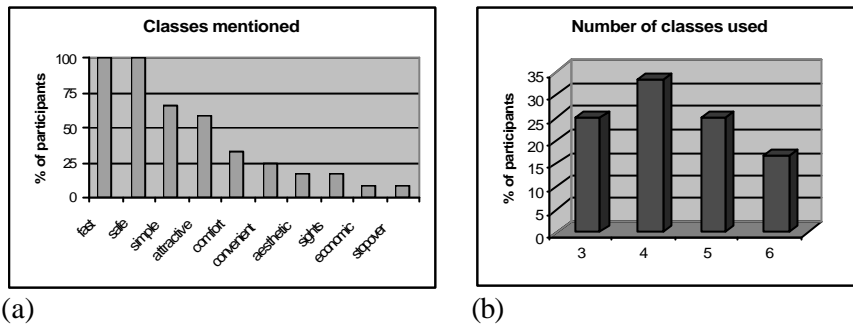 Classes mentioned
% of participants
100
75
50
25
0
fast
safe
simple
attractive
comfort
convenient
aesthetic
sights
economic
stopover
(a)
Number of classes used
% of participants
35
30
25
20
15
10
5
0
3 4 5 6
(b)